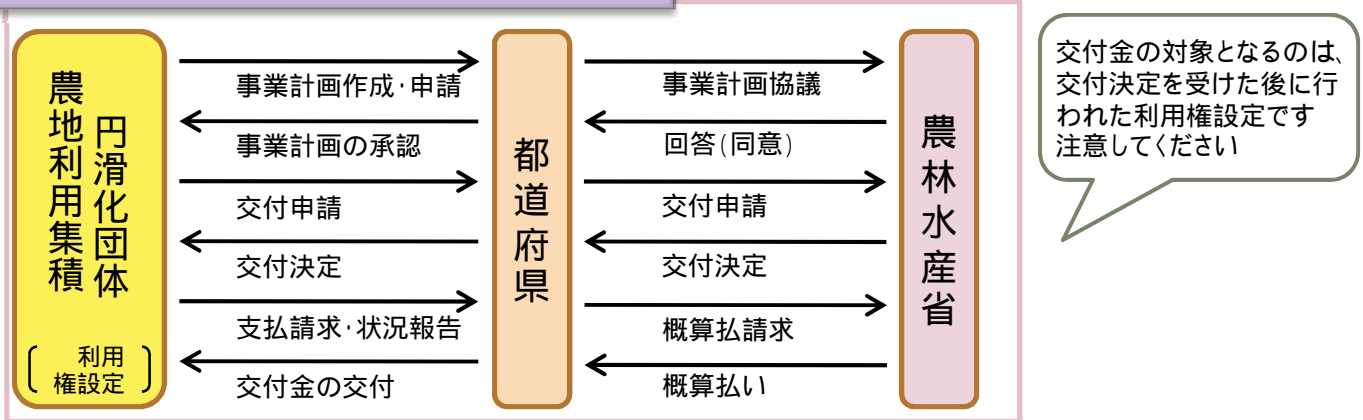 農地利用集積
円滑化団体
利用
権設定
事業計画作成・申請
事業計画の承認
交付申請
交付決定
支払請求・状況報告
交付金の交付
都道府県
事業計画協議
回答(同意)
交付申請
交付決定
概算払請求
概算払い
農林水産省
交付金の対象となるのは、
交付決定を受けた後に行
われた利用権設定です
注意してください